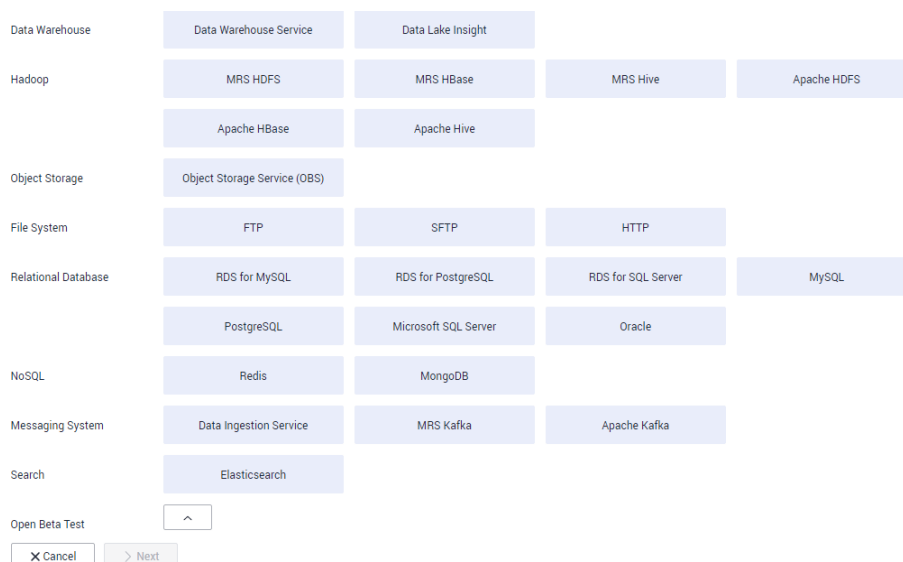 Data Warehouse Data Warehouse Service Data Lake Insight
Hadoop MRS HDFS MRS HBase MRS Hive Apache HDFS
Apache HBase Apache Hive
Object Storage Object Storage Service (OBS)
File System FTP SFTP HTTP
Relational Database RDS for MySQL RDS for PostgreSQL RDS for SQL Server MySQL
PostgreSQL Microsoft SQL Server Oracle
NoSQL Redis MongoDB
Messaging System Data Ingestion Service MRS Kafka Apache Kafka
Search Elasticsearch
Open Beta Test
Cancel Next